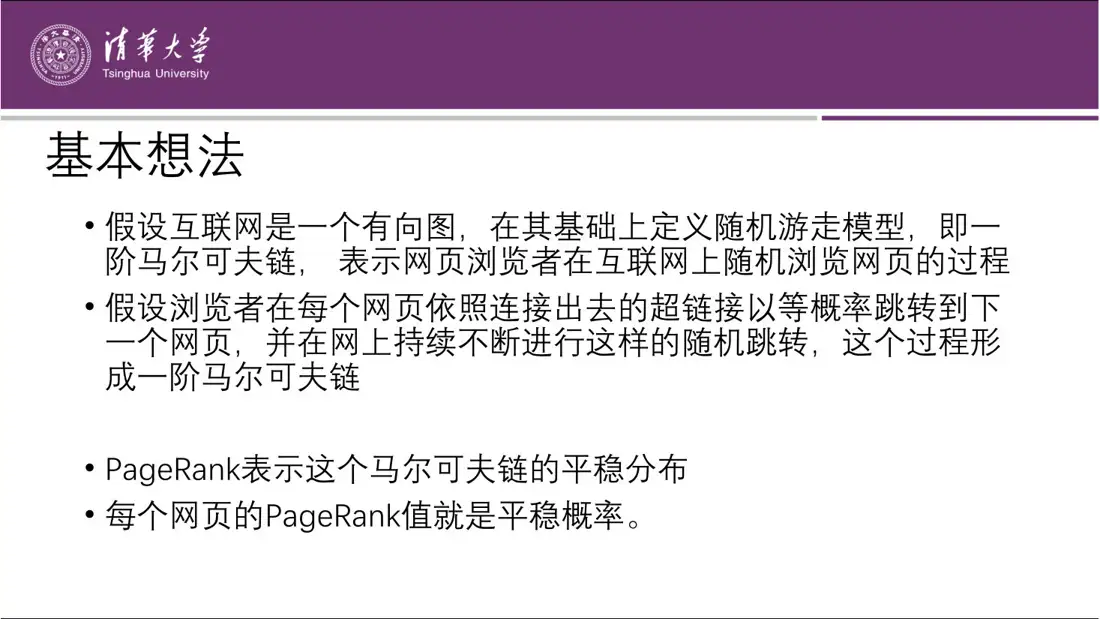 清华大学
Tsinghua University
基本想法
• 假设互联网是一个有向图，在其基础上定义随机游走模型，即一
阶马尔可夫链， 表示网页浏览者在互联网上随机浏览网页的过程
• 假设浏览者在每个网页依照连接出去的超链接以等概率跳转到下
一个网页，并在网上持续不断进行这样的随机跳转，这个过程形
成一阶马尔可夫链
• PageRank表示这个马尔可夫链的平稳分布
• 每个网页的PageRank值就是平稳概率。